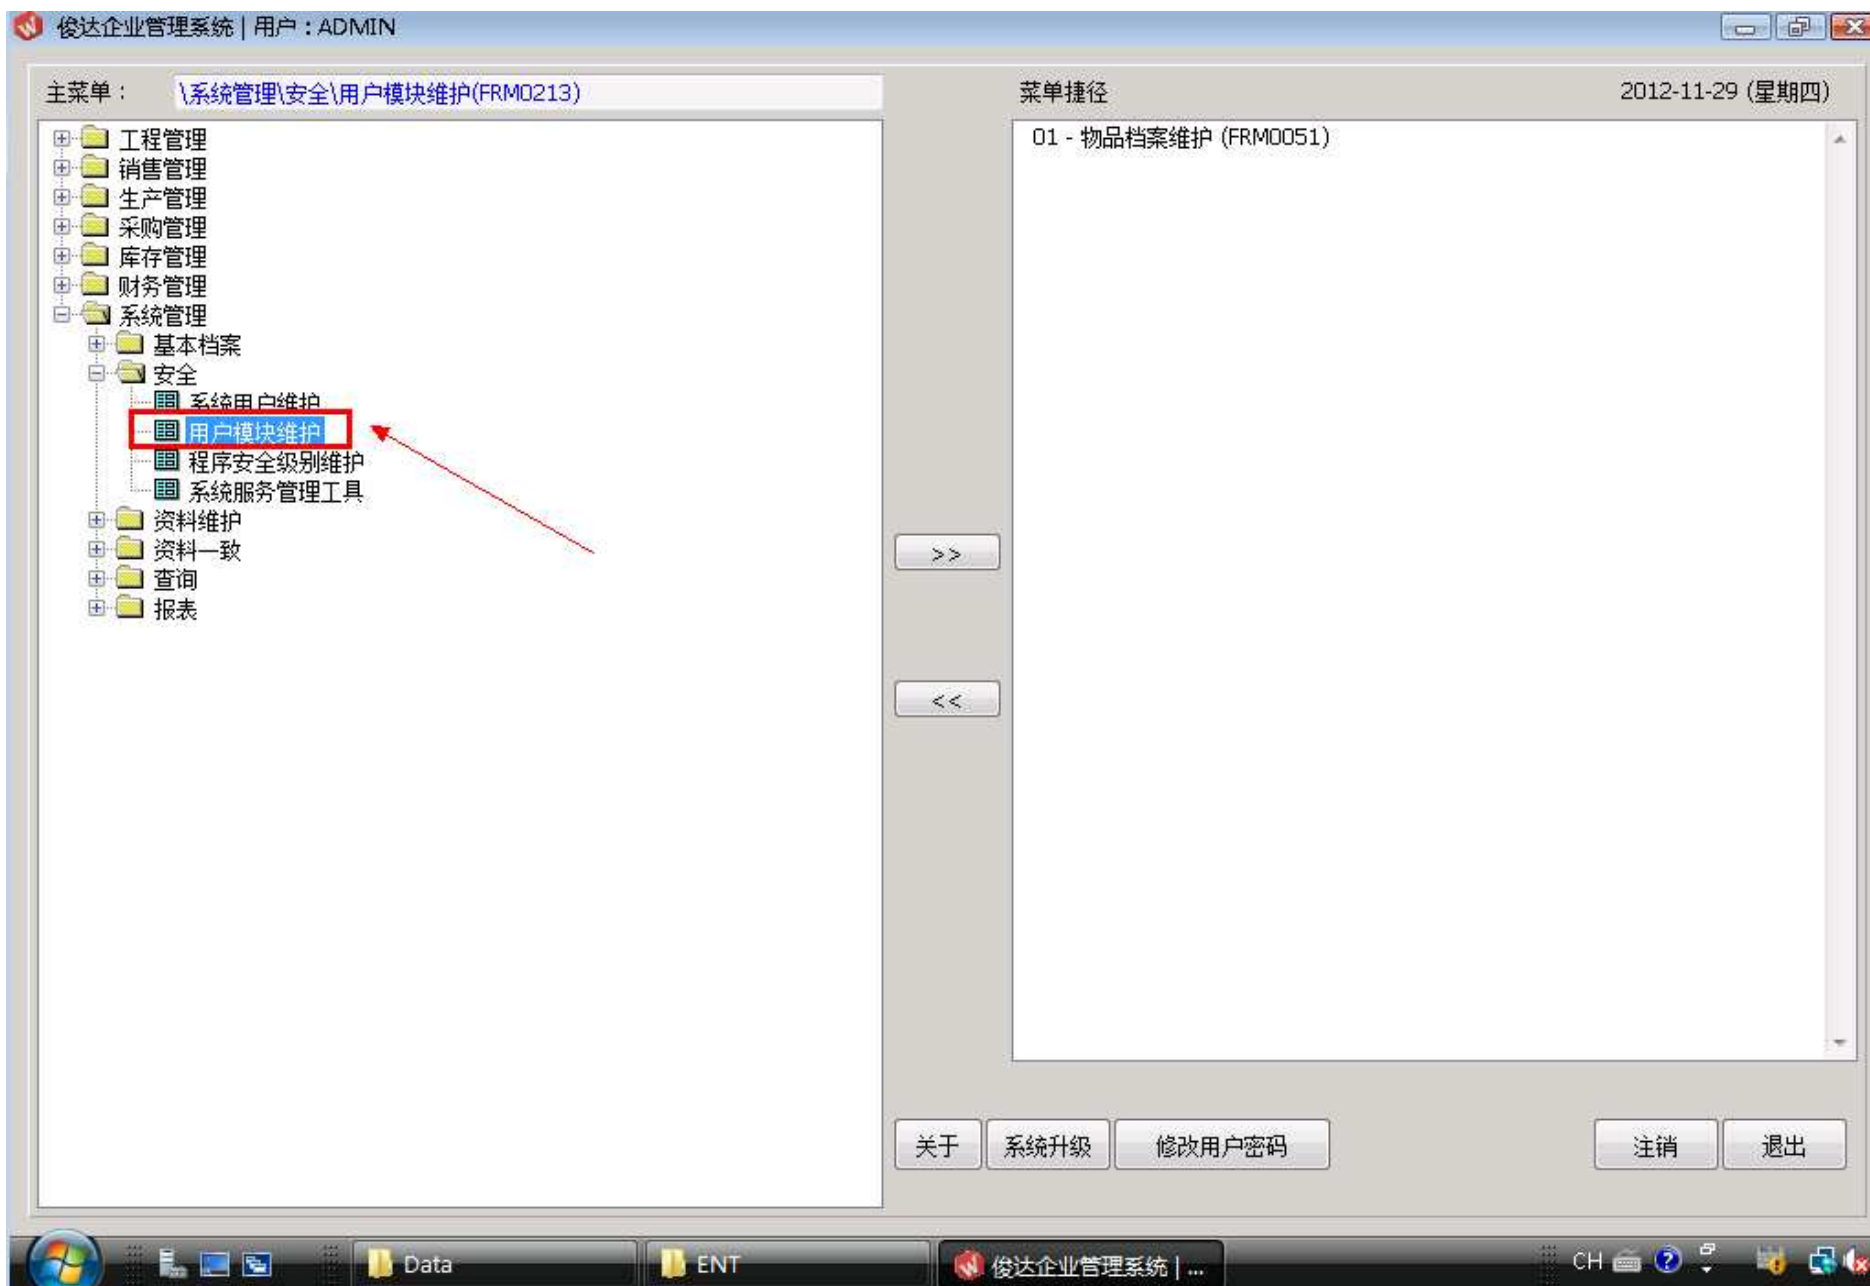 俊达企业管理系统 | 用户：ADMIN
主菜单： \系统管理\安全\用户模块维护(FRM0213)
菜单捷径
2012-11-29 (星期四)
工程管理
销售管理
生产管理
采购管理
库存管理
财务管理
系统管理
基本档案
安全
系统用户维护
用户模块维护
程序安全级别维护
系统服务管理工具
资料维护
资料一致
查询
报表
01 - 物品档案维护 (FRM0051)
>>
<<
关于
系统升级
修改用户密码
注销
退出
Data
ENT
俊达企业管理系统 | ...
CH